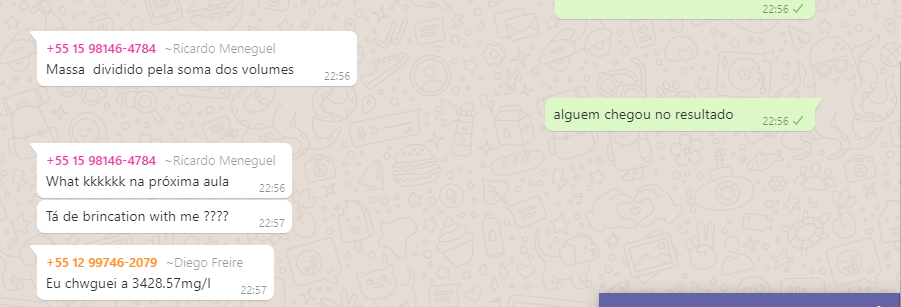 22:56
+55 15 98146-4784 ~Ricardo Meneguel
Massa dividido pela soma dos volumes 22:56
alguem chegou no resultado 22:56
+55 15 98146-4784 ~Ricardo Meneguel
What kkkkkk na próxima aula 22:56
Tá de brincation with me ???? 22:57
+55 12 99746-2079 ~Diego Freire
Eu chwguei a 3428.57mg/l 22:57